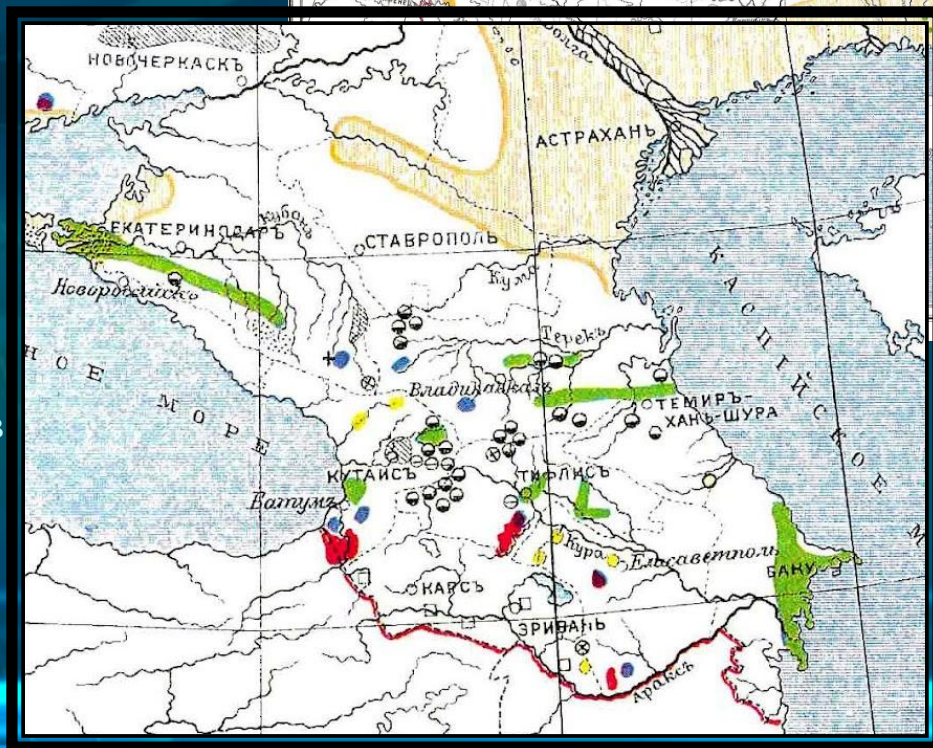 НОВОЧЕРКАСКЪ
Волга
АСТРАХАНЬ
Кубань
ЕКАТЕРИНОДАРЪ
СТАВРОПОЛЬ
Кума
Новороссійскъ
КАСПІЙСКОЕ
М
НОЕ
МОРЕ
Терекъ
Владикавказъ
ТЕМИРЪ-
ХАНЪ-ШУРА
КУТАИСЪ
ТИФЛИСЪ
Батумъ
Кура
Елисаветполь
БАКУ
КАРСЪ
ЭРИВАНЬ
Араксъ